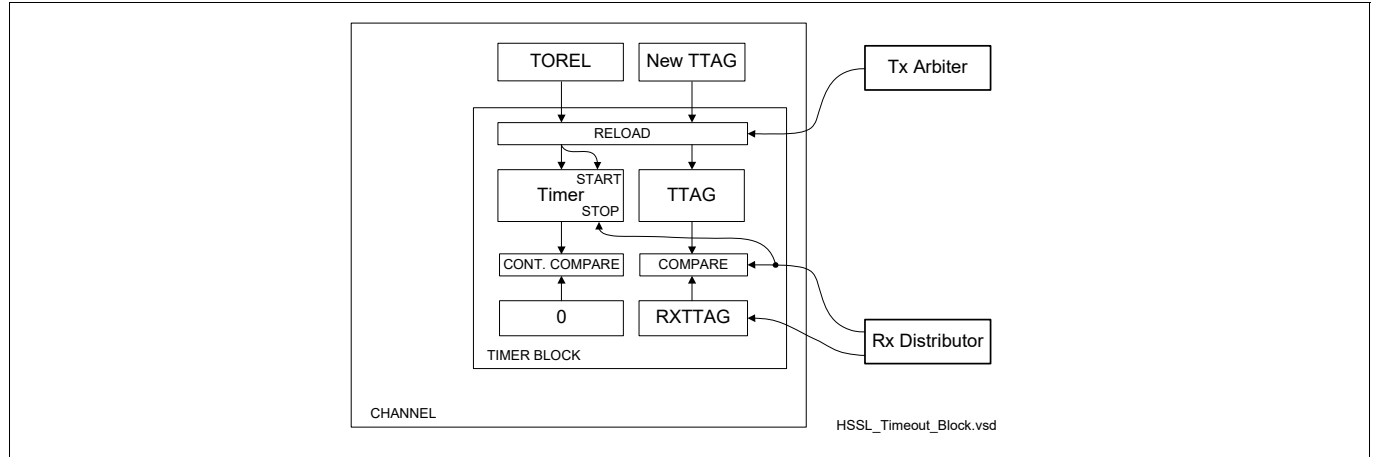 TOREL
New TTAG
Tx Arbiter
RELOAD
START
Timer
STOP
TTAG
CONT. COMPARE
COMPARE
0
RXTTAG
Rx Distributor
TIMER BLOCK
CHANNEL
HSSL_Timeout_Block.vsd